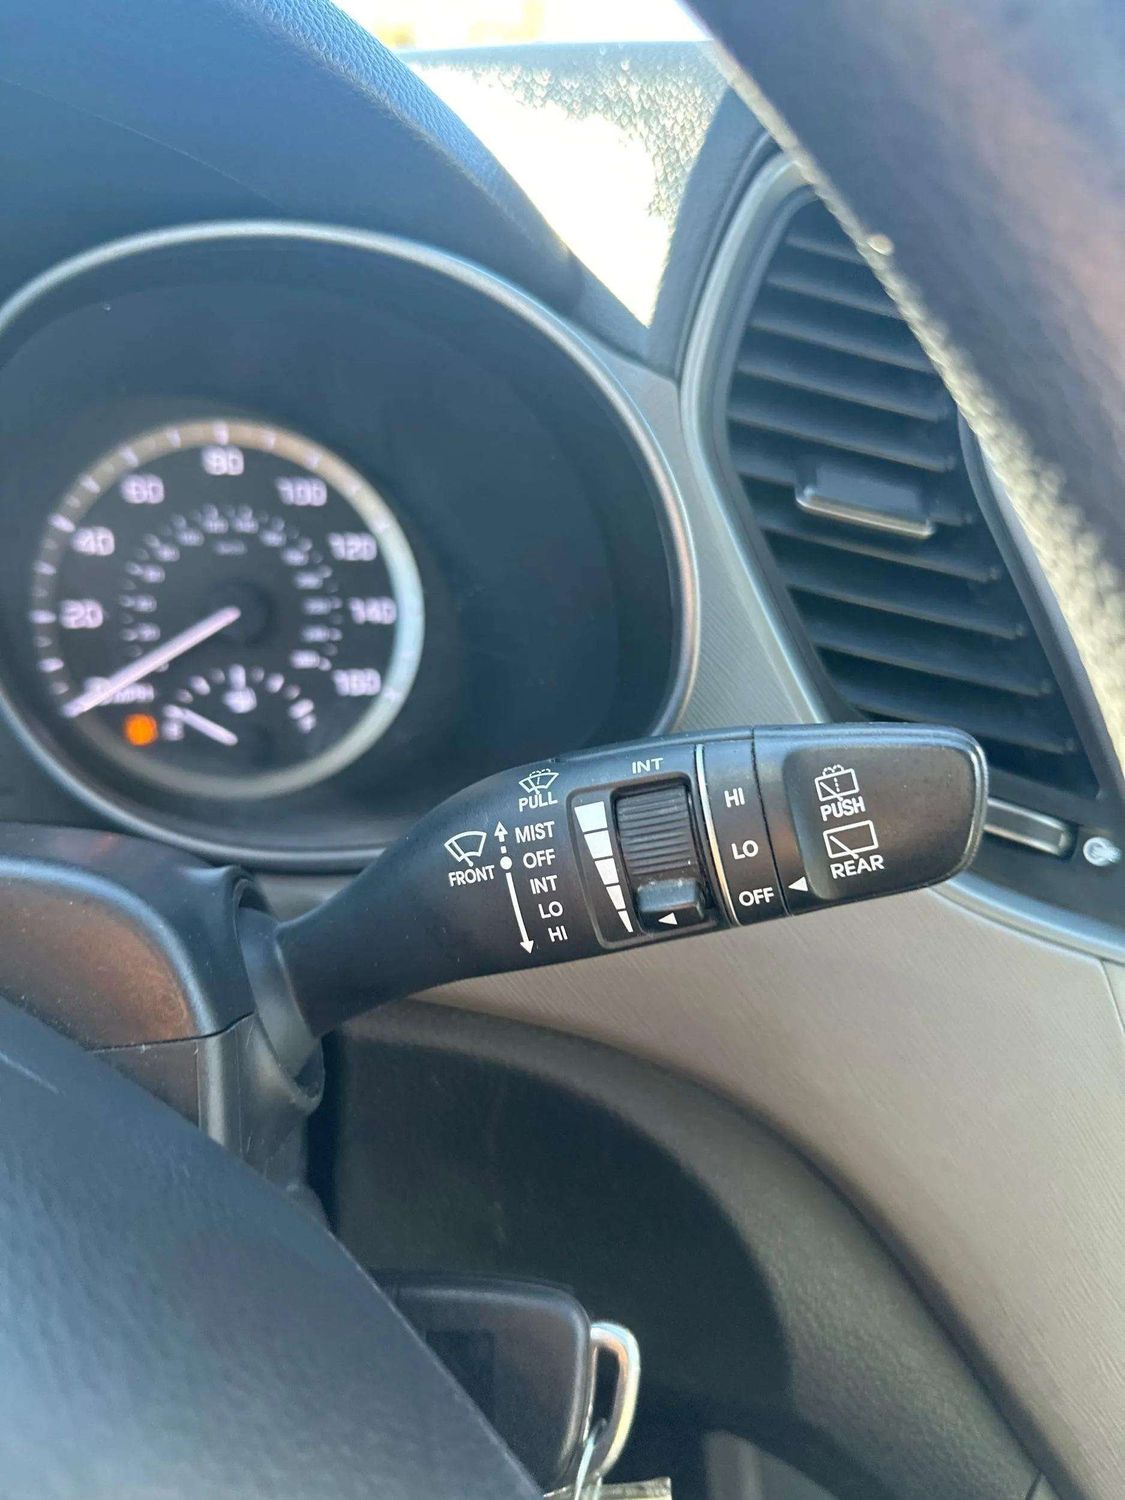 80
60
100
40
120
20
140
160
MPH
INT
PULL
HI
PUSH
MIST
LO
OFF
REAR
FRONT
INT
OFF
LO
HI